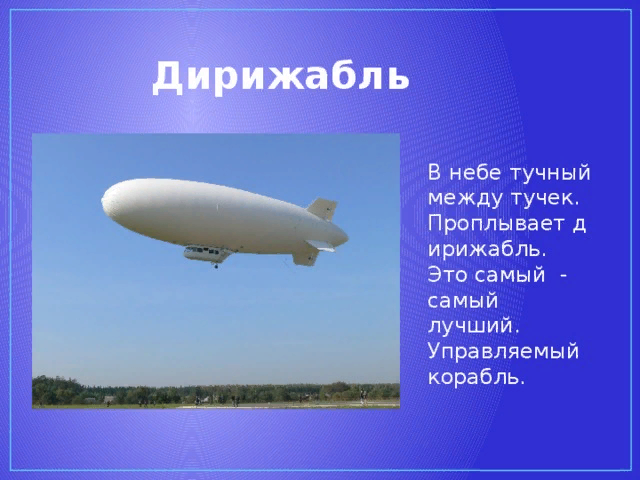 Дирижабль
В небе тучный
между тучек.
Проплывает д
ирижабль.
Это самый -
самый
лучший.
Управляемый
корабль.